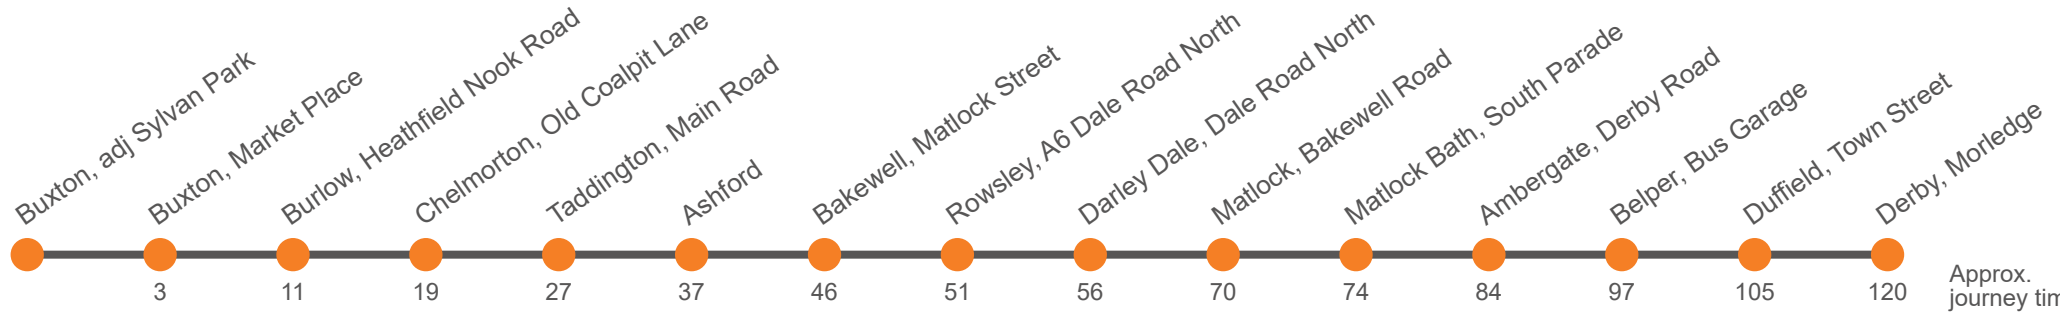 Buxton, adj Sylvan Park
Buxton, Market Place
Burlow, Heathfield Nook Road
Chelmorton, Old Coalpit Lane
Taddington, Main Road
Ashford
Bakewell, Matlock Street
Rowsley, A6 Dale Road North
Darley Dale, Dale Road North
Matlock, Bakewell Road
Matlock Bath, South Parade
Ambergate, Derby Road
Belper, Bus Garage
Duffield, Town Street
Derby, Morledge
3 11 19 27 37 46 51 56 70 74 84 97 105 120
Approx.
journey tim